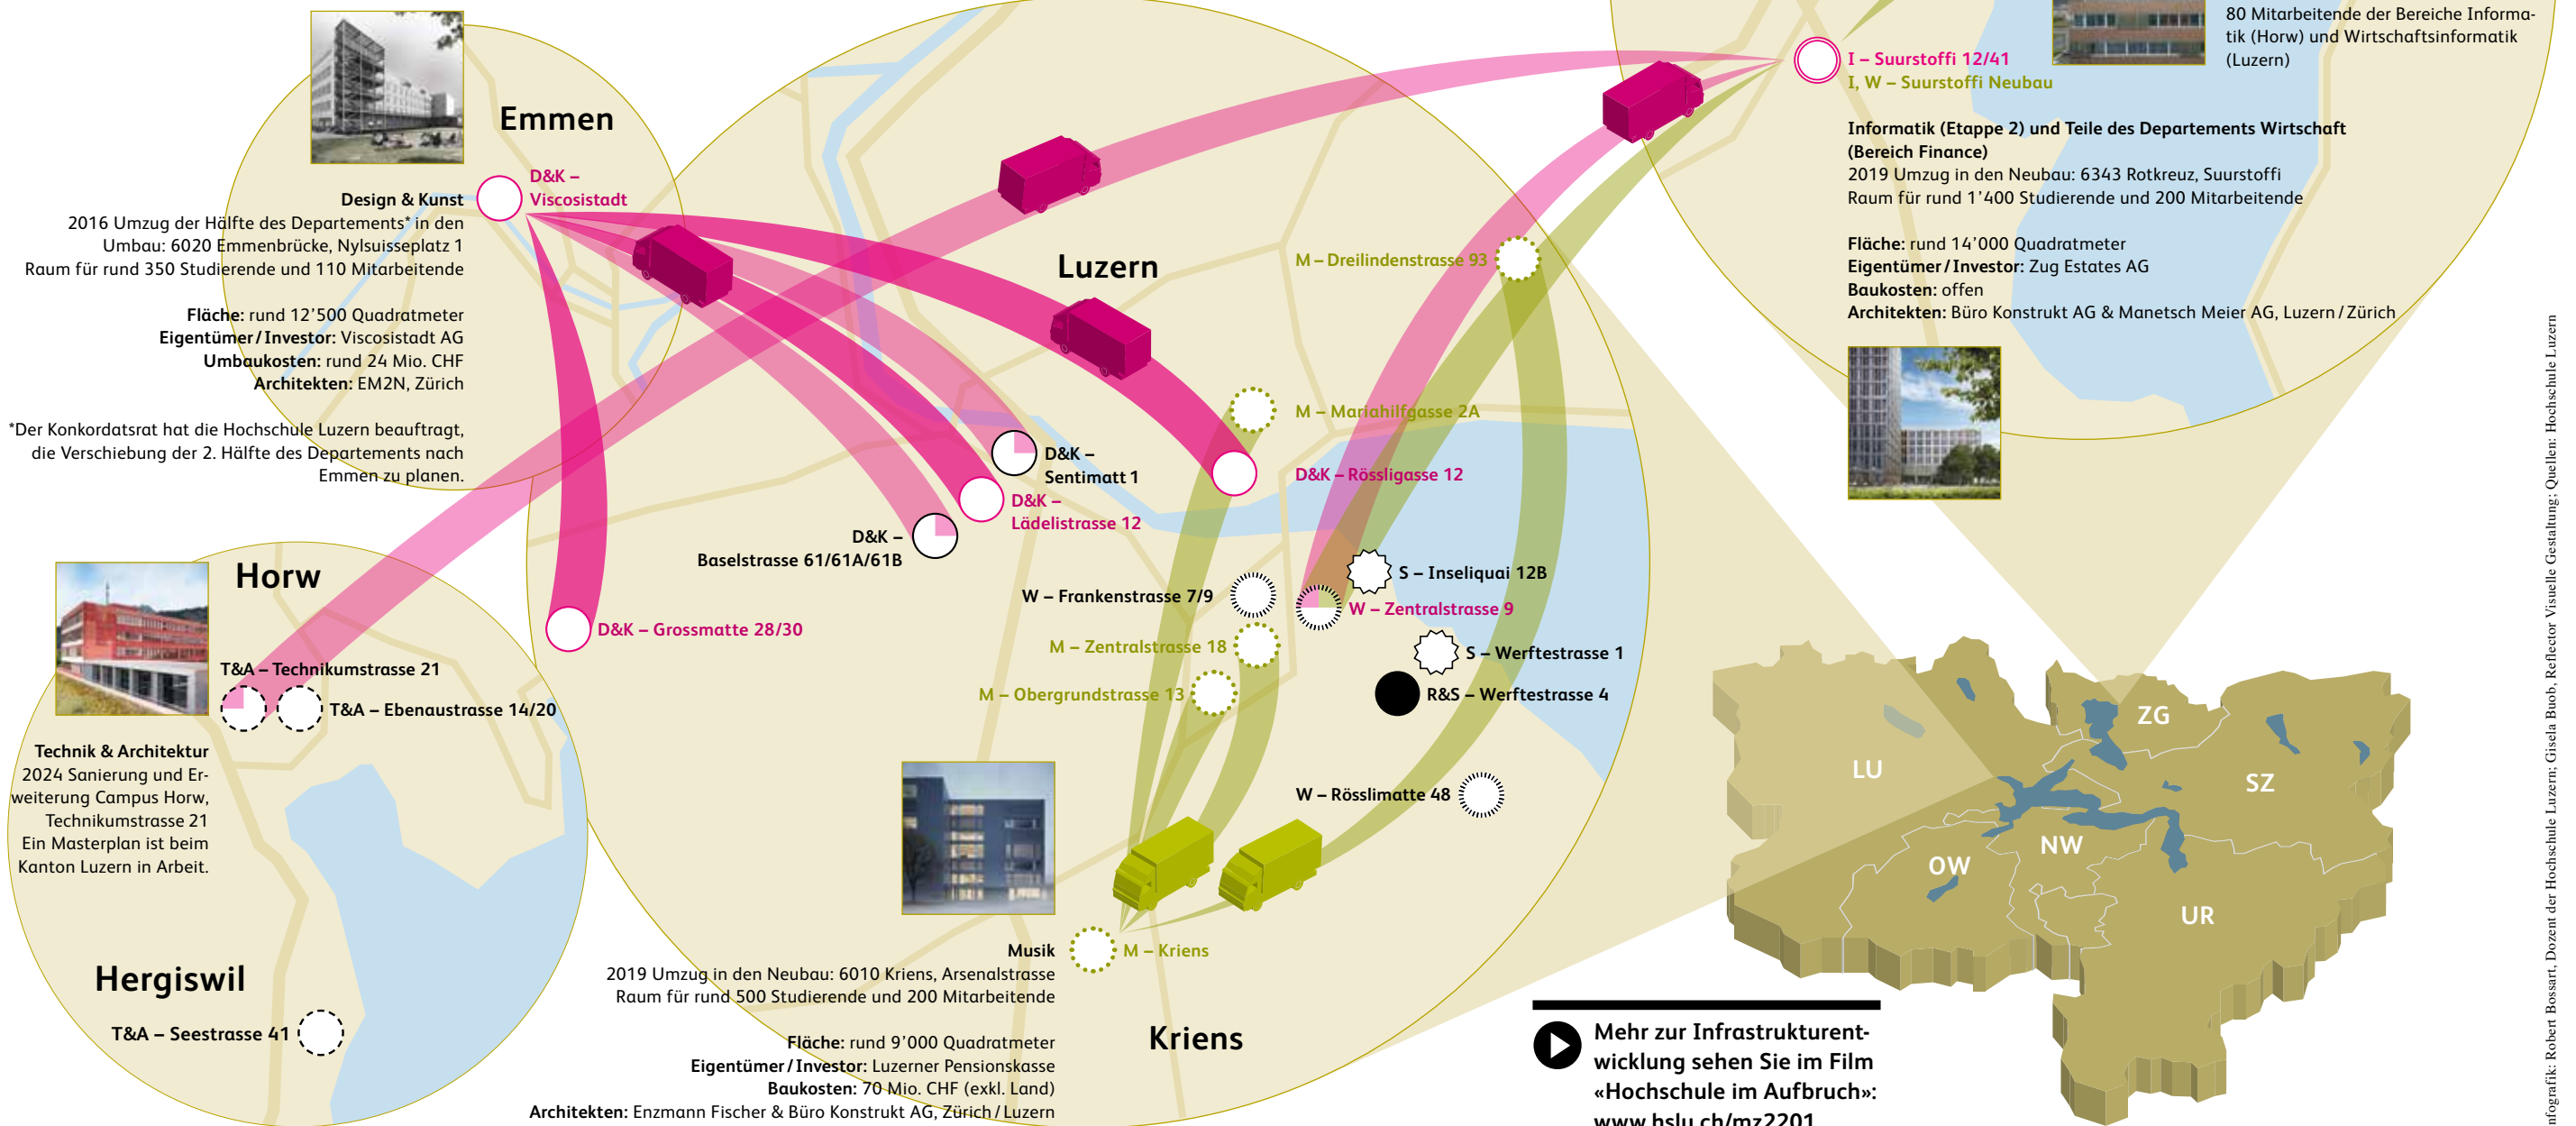 80 Mitarbeitende der Bereiche Informa-
tik (Horw) und Wirtschaftsinformatik
(Luzern)
I – Suurstoffi 12/41
I, W – Suurstoffi Neubau
Informatik (Etappe 2) und Teile des Departements Wirtschaft
(Bereich Finance)
2019 Umzug in den Neubau: 6343 Rotkreuz, Suurstoffi
Raum für rund 1’400 Studierende und 200 Mitarbeitende
Fläche: rund 14’000 Quadratmeter
Eigentümer/Investor: Zug Estates AG
Baukosten: offen
Architekten: Büro Konstrukt AG & Manetsch Meier AG, Luzern/Zürich
Emmen
D&K –
Viscosistadt
Design & Kunst
2016 Umzug der Hälfte des Departements* in den
Umbau: 6020 Emmenbrücke, Nylsuisseplatz 1
Raum für rund 350 Studierende und 110 Mitarbeitende
Fläche: rund 12’500 Quadratmeter
Eigentümer/Investor: Viscosistadt AG
Umbaukosten: rund 24 Mio. CHF
Architekten: EM2N, Zürich
*Der Konkordatsrat hat die Hochschule Luzern beauftragt,
die Verschiebung der 2. Hälfte des Departements nach
Emmen zu planen.
Luzern
M – Dreilindenstrasse 93
M – Mariahilfgasse 2A
D&K – Rössligasse 12
D&K –
Sentimatt 1
D&K –
Lädelistrasse 12
D&K –
Baselstrasse 61/61A/61B
D&K – Grossmatte 28/30
S – Inseliquai 12B
W – Frankenstrasse 7/9
W – Zentralstrasse 9
M – Zentralstrasse 18
S – Werftestrasse 1
M – Obergrundstrasse 13
R&S – Werftestrasse 4
W – Rösslimatte 48
Horw
T&A – Technikumstrasse 21
T&A – Ebenaustrasse 14/20
Technik & Architektur
2024 Sanierung und Er-
weiterung Campus Horw,
Technikumstrasse 21
Ein Masterplan ist beim
Kanton Luzern in Arbeit.
Hergiswil
T&A – Seestrasse 41
M – Kriens
Musik
2019 Umzug in den Neubau: 6010 Kriens, Arsenalstrasse
Raum für rund 500 Studierende und 200 Mitarbeitende
Fläche: rund 9’000 Quadratmeter
Eigentümer/Investor: Luzerner Pensionskasse
Baukosten: 70 Mio. CHF (exkl. Land)
Architekten: Enzmann Fischer & Büro Konstrukt AG, Zürich/Luzern
Kriens
Mehr zur Infrastrukturent-
wicklung sehen Sie im Film
«Hochschule im Aufbruch»:
www.hslu.ch/mz2201
LU
ZG
SZ
NW
OW
UR
nfografik: Robert Bossart, Dozent der Hochschule Luzern; Gisela Buob, Reflector Visuelle Gestaltung; Quellen: Hochschule Luzern